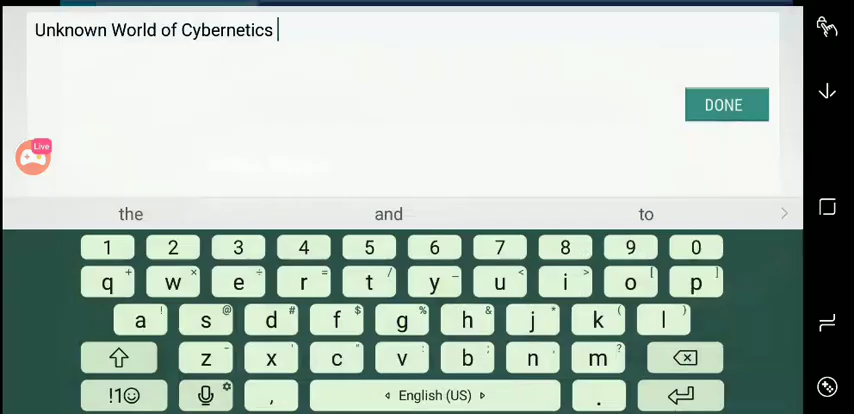 Unknown World of Cybernetics
DONE
Live
the and to
1 2 3 4 5 6 7 8 9 0
q + w × e ÷ r = t / y _ u < i > o [ p ]
a ! s @ d # f $ g % h & j * k ( l )
z - x ' c " v : b ; n , m ?
!1☺ , English (US) .